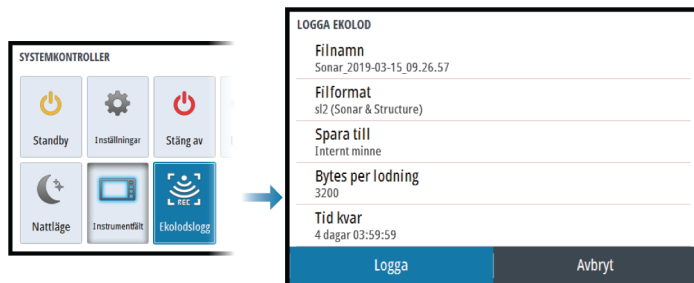 SYSTEMKONTROLLER
Standby
Inställningar
Stäng av
Nattläge
Instrumentfält
REC
Ekolodslogg
LOGGA EKOLOD
Filnamn
Sonar_2019-03-15_09.26.57
Filformat
sl2 (Sonar & Structure)
Spara till
Internt minne
Bytes per lodning
3200
Tid kvar
4 dagar 03:59:59
Logga
Avbryt